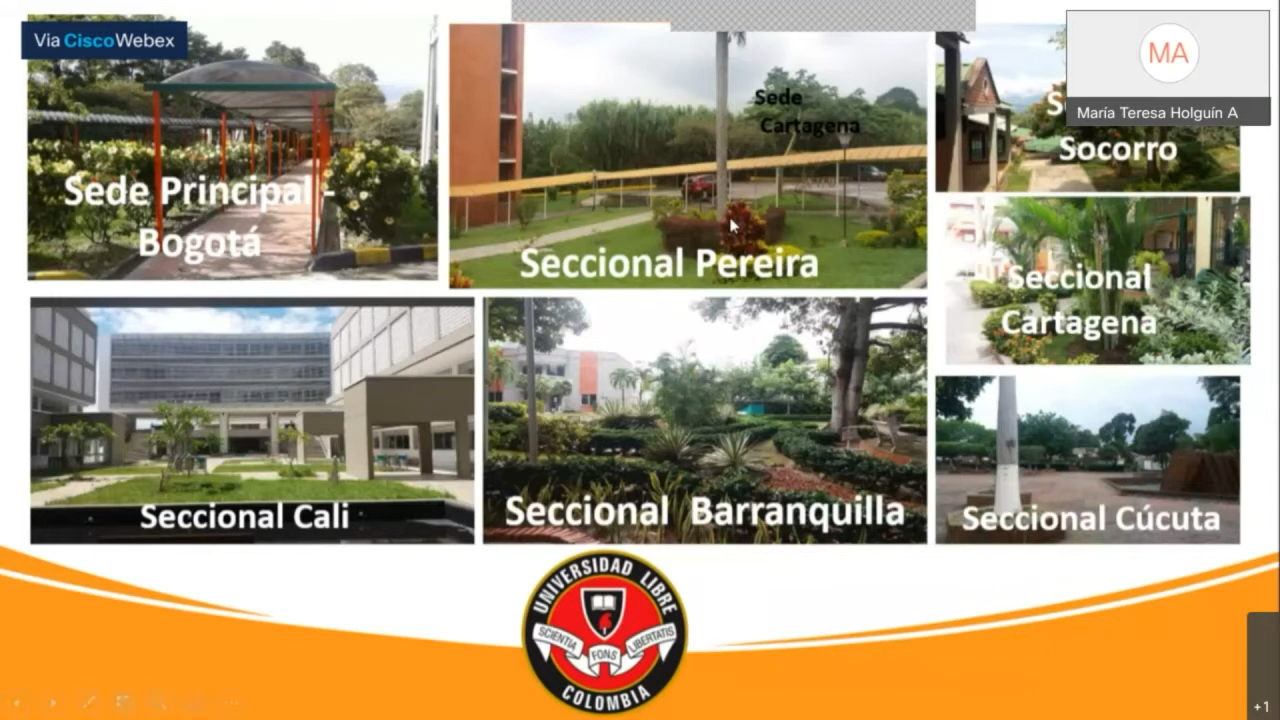 Vía CiscoWebex
MA
María Teresa Holguín A
Sede Principal -
Bogotá
Sede
Cartagena
Seccional Pereira
Socorro
Seccional
Cartagena
Seccional Cali
Seccional Barranquilla
Seccional Cúcuta
UNIVERSIDAD LIBRE
SCIENTIA
FONS
LIBERTATIS
COLOMBIA
+1